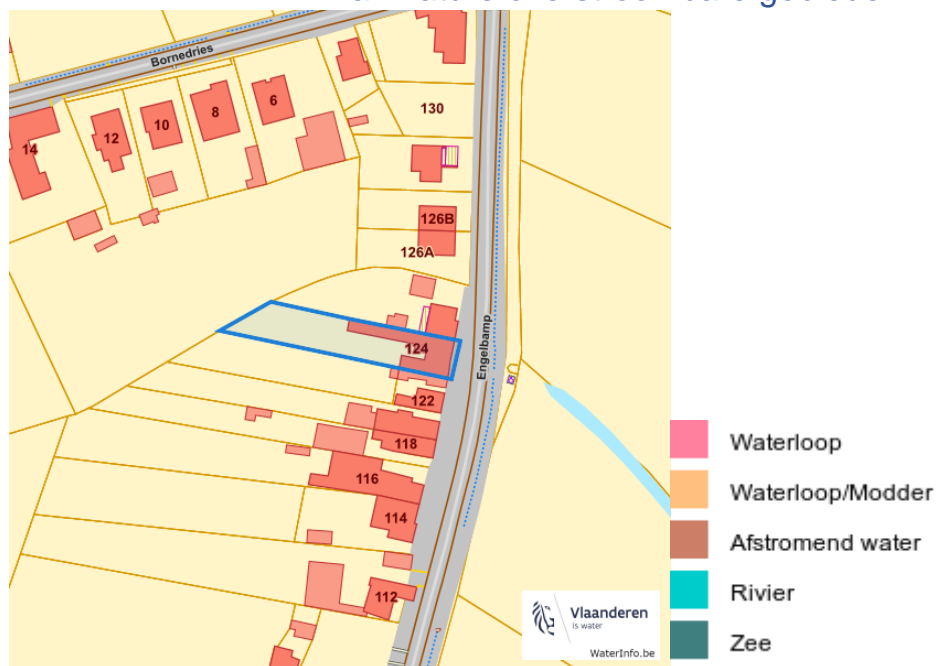 Bornedries
14
12
10
8
6
130
126B
126A
124
122
118
116
114
112
Engelbamp
Vlaanderen
is water
WaterInfo.be
Waterloop
Waterloop/Modder
Afstromend water
Rivier
Zee